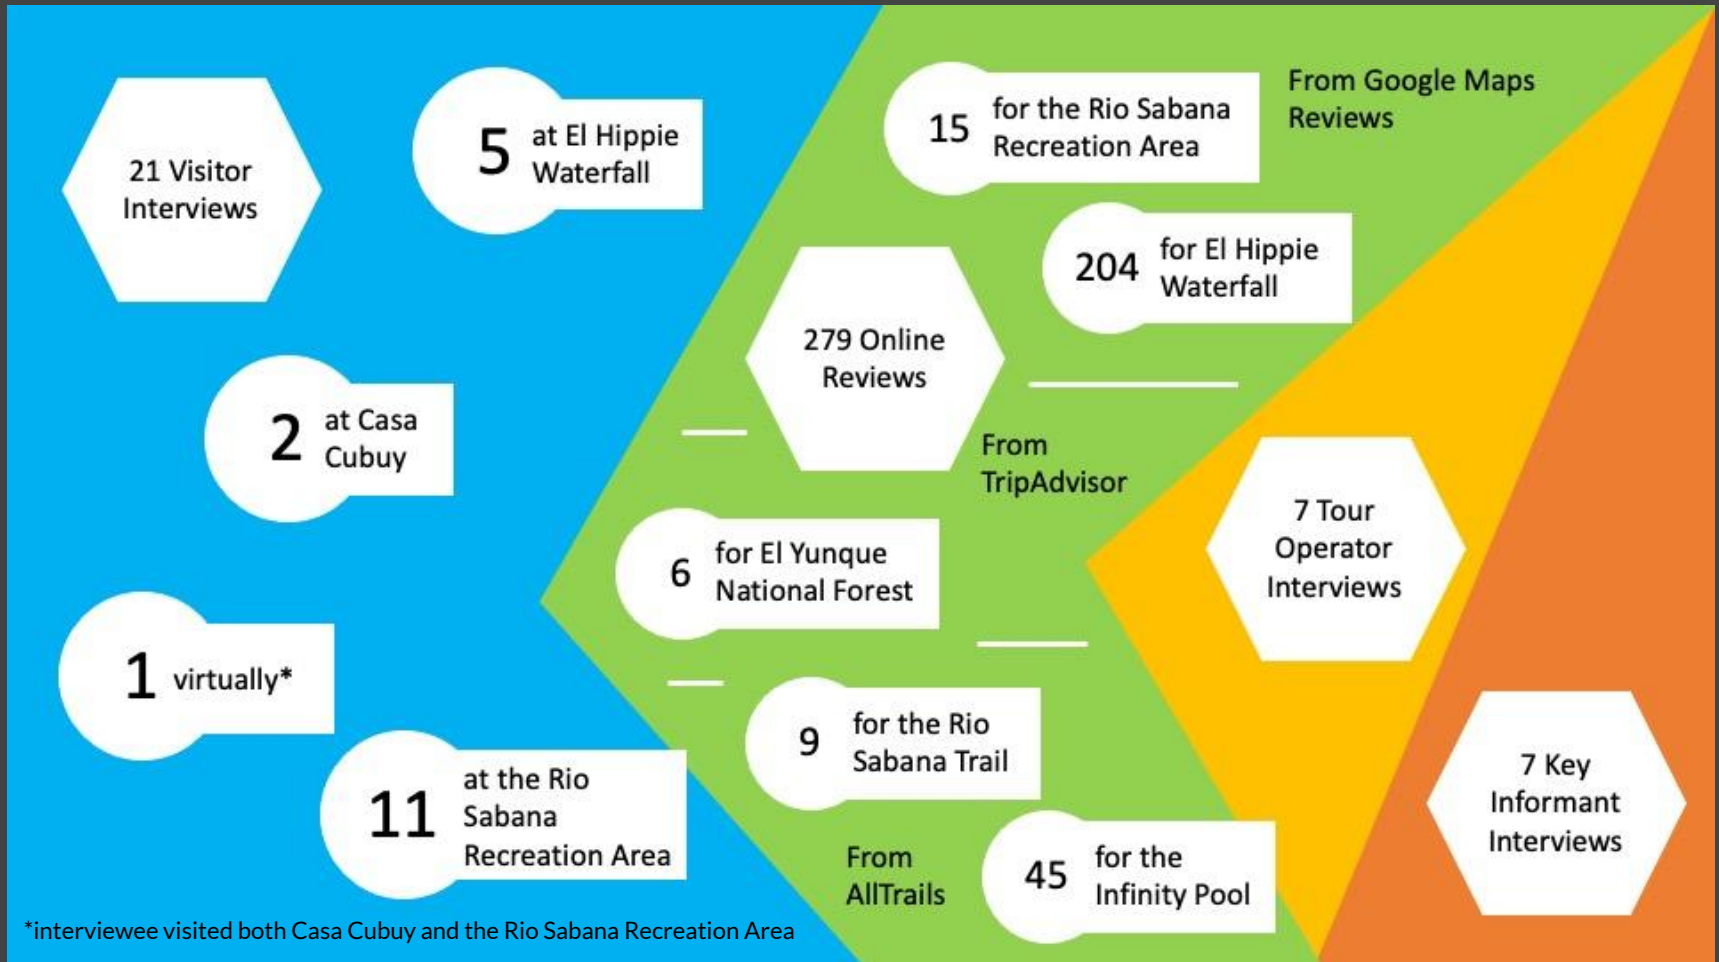 21 Visitor
Interviews
5
at El Hippie
Waterfall
2
at Casa
Cubuy
1
virtually*
11
at the Rio
Sabana
Recreation Area
*interviewee visited both Casa Cubuy and the Rio Sabana Recreation Area
279 Online
Reviews
From Google Maps
Reviews
15
for the Rio Sabana
Recreation Area
204
for El Hippie
Waterfall
From
TripAdvisor
6
for El Yunque
National Forest
From
AllTrails
9
for the Rio
Sabana Trail
45
for the
Infinity Pool
7 Tour
Operator
Interviews
7 Key
Informant
Interviews